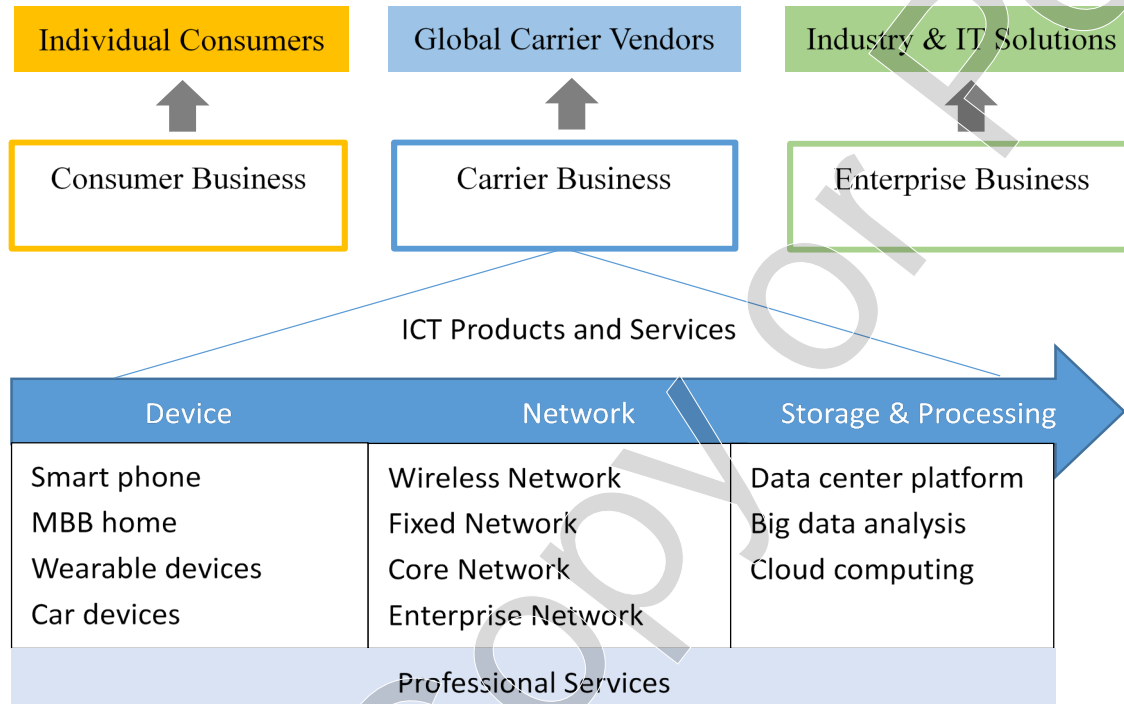 Individual Consumers
Global Carrier Vendors
Industry & IT Solutions
Consumer Business
Carrier Business
Enterprise Business
ICT Products and Services
Device
Network
Storage & Processing
Smart phone
MBB home
Wearable devices
Car devices
Wireless Network
Fixed Network
Core Network
Enterprise Network
Data center platform
Big data analysis
Cloud computing
Professional Services
opy or